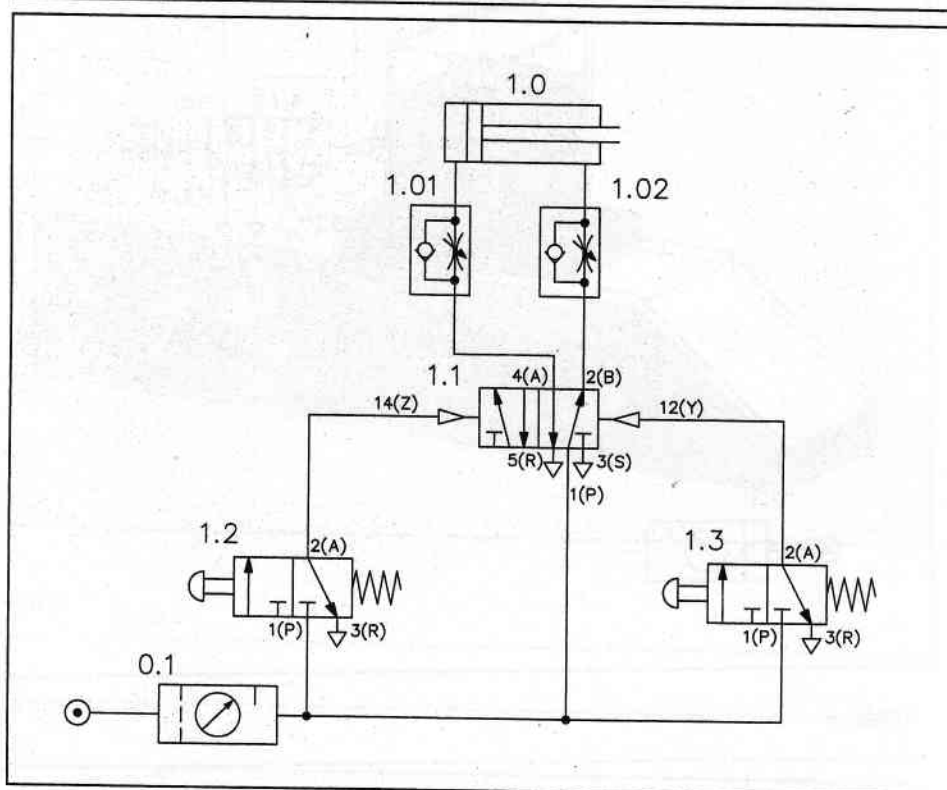 1.0
1.01
1.02
1.1
4(A)
2(B)
14(Z)
12(Y)
5(R)
3(S)
1(P)
1.2
2(A)
1(P)
3(R)
1.3
2(A)
1(P)
3(R)
0.1